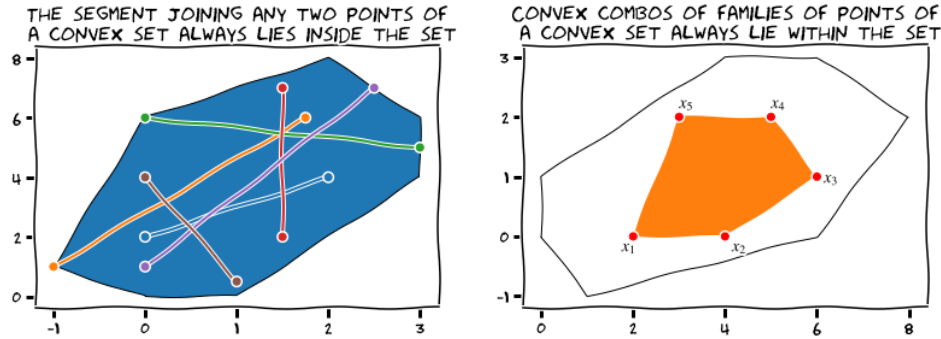 THE SEGMENT JOINING ANY TWO POINTS OF
A CONVEX SET ALWAYS LIES INSIDE THE SET
8
6
4
2
0
-1 0 1 2 3
CONVEX COMBOS OF FAMILIES OF POINTS OF
A CONVEX SET ALWAYS LIE WITHIN THE SET
3
2
1
0
-1
x5 x4
x3
x1 x2
0 2 4 6 8